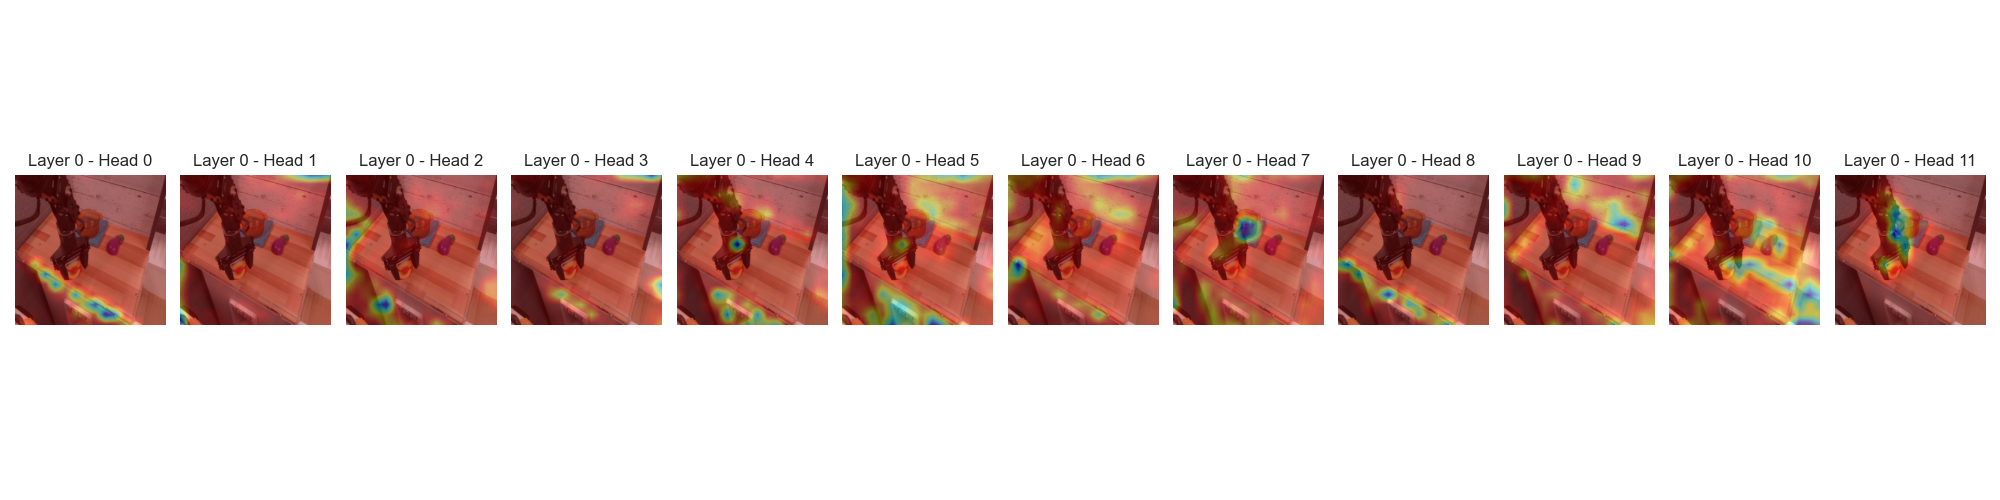 Layer 0 - Head 0
Layer 0 - Head 1
Layer 0 - Head 2
Layer 0 - Head 3
Layer 0 - Head 4
Layer 0 - Head 5
Layer 0 - Head 6
Layer 0 - Head 7
Layer 0 - Head 8
Layer 0 - Head 9
Layer 0 - Head 10
Layer 0 - Head 11